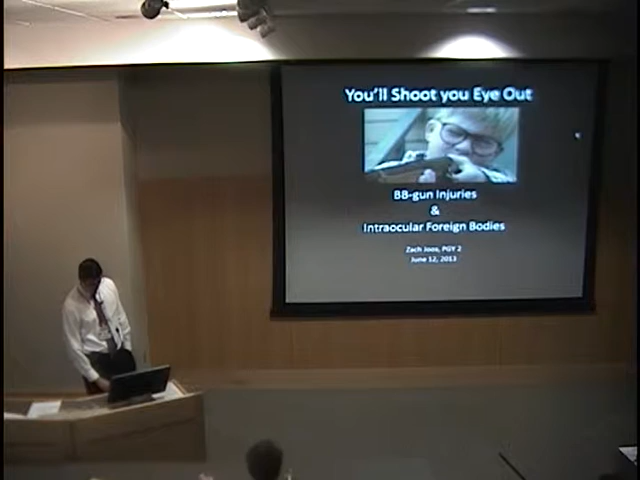 You'll Shoot you Eye Out
BB-gun Injuries
&
Intraocular Foreign Bodies
Zach Joos, PGY 2
June 12, 2013